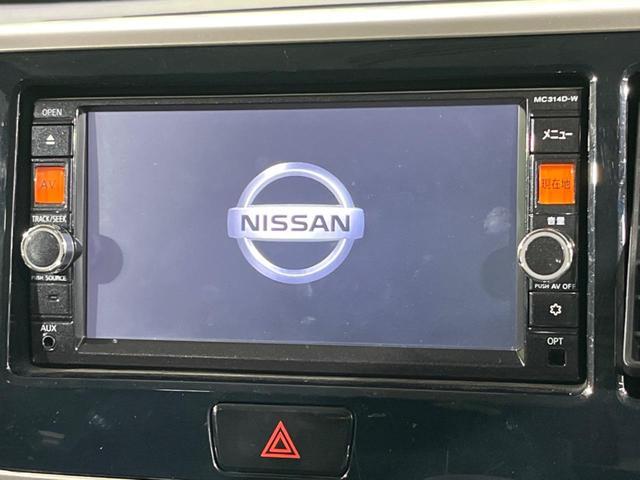 OPEN
MC314D-W
メニュー
AV
現在地
TRACK/SEEK
音量
NISSAN
PUSH SOURCE
PUSH AV OFF
AUX
OPT